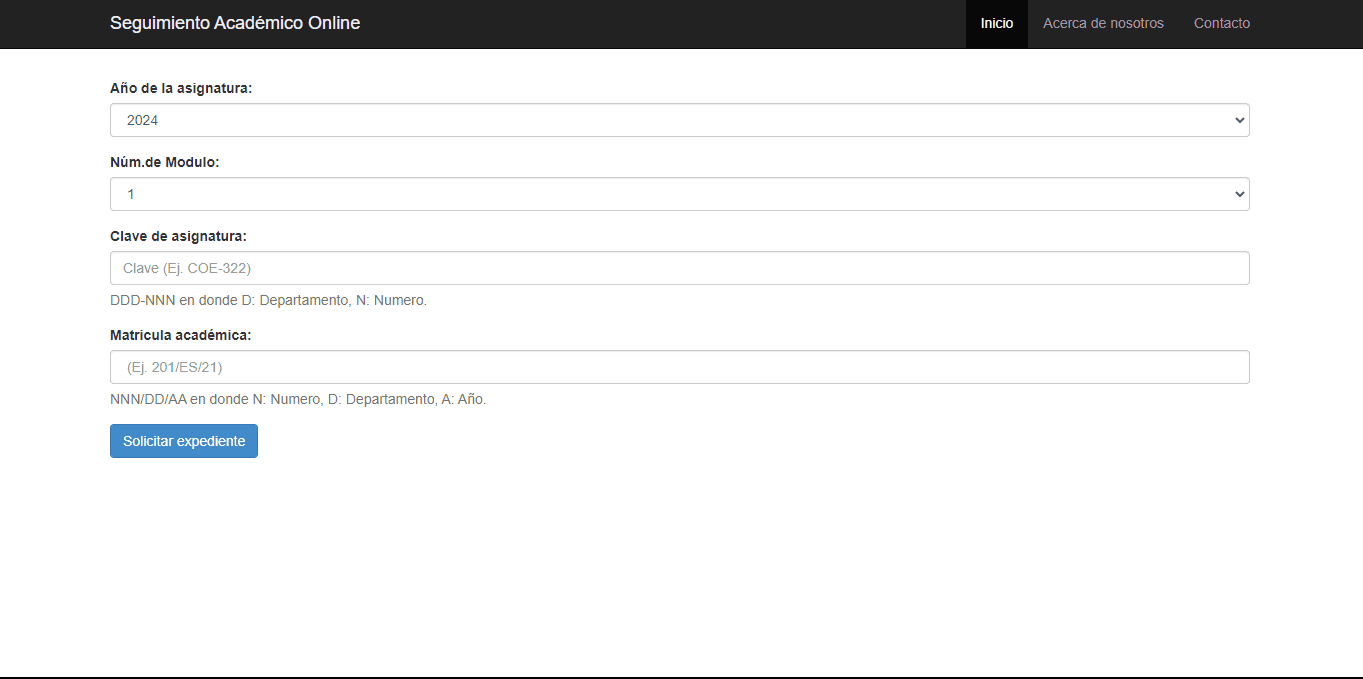 Seguimiento Académico Online
Inicio
Acerca de nosotros
Contacto
Año de la asignatura:
2024
Núm.de Modulo:
1
Clave de asignatura:
Clave (Ej. COE-322)
DDD-NNN en donde D: Departamento, N: Numero.
Matricula académica:
(Ej. 201/ES/21)
NNN/DD/AA en donde N: Numero, D: Departamento, A: Año.
Solicitar expediente